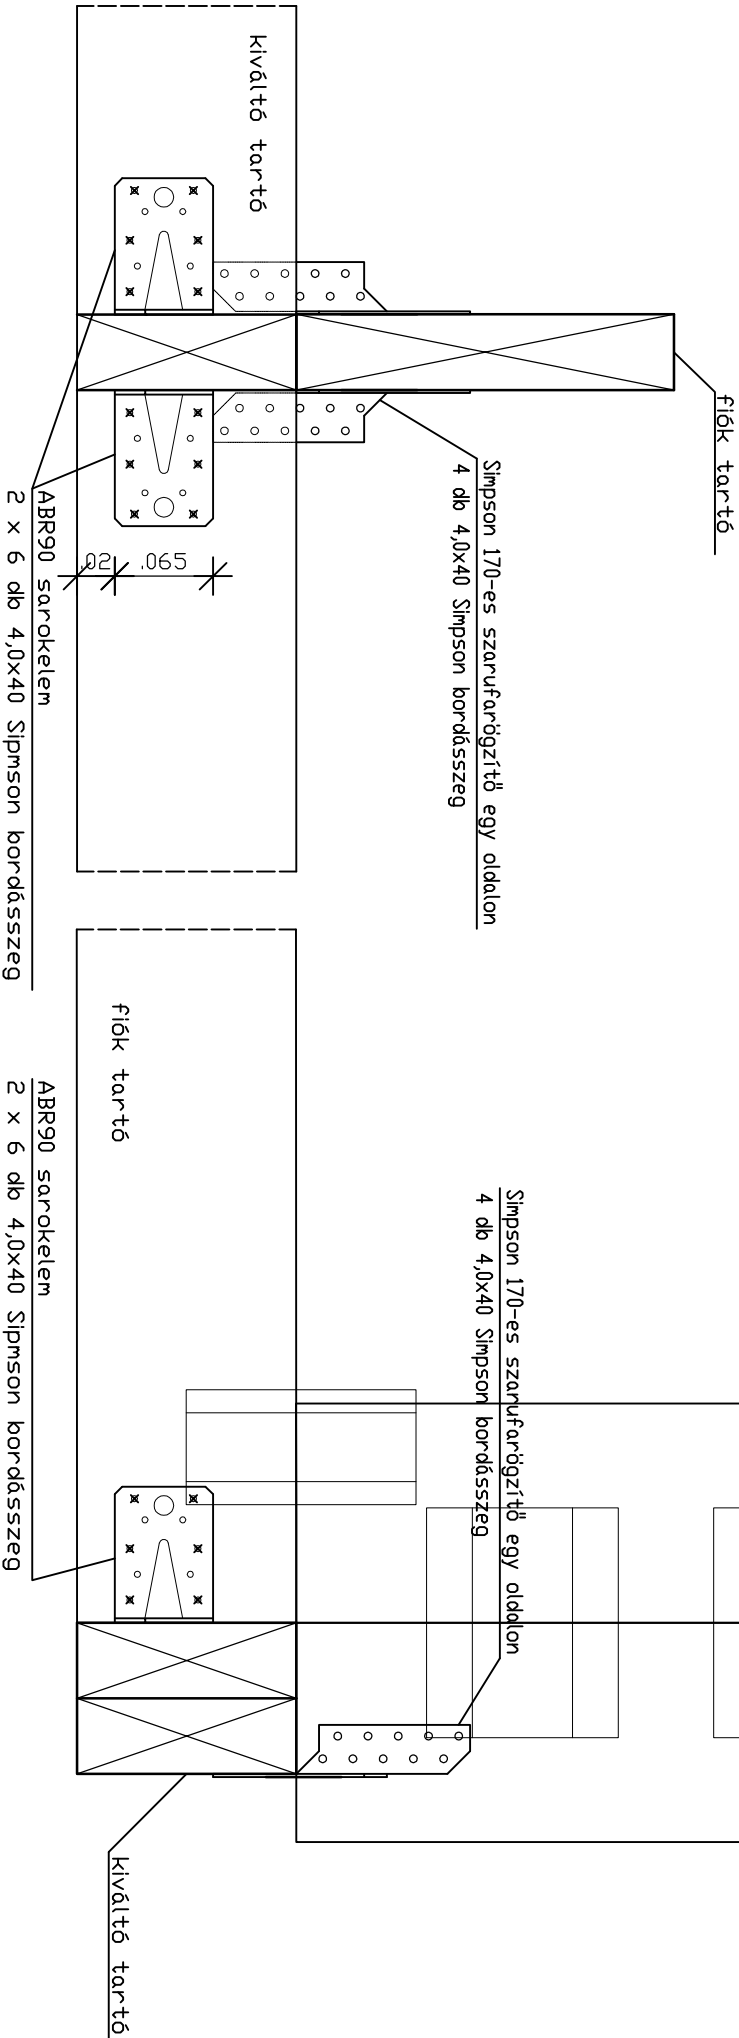 fiók tartó
Simpson 170-es szarufarögzítő egy oldalon
4 db 4,0x40 Simpson bordásszeg
kiváltó tartó
.02
.065
ABR90 sarokelem
2 x 6 db 4,0x40 Sipmson bordásszeg
Simpson 170-es szarufarögzítő egy oldalon
4 db 4,0x40 Simpson bordásszeg
fiók tartó
kiváltó tartó
ABR90 sarokelem
2 x 6 db 4,0x40 Sipmson bordásszeg